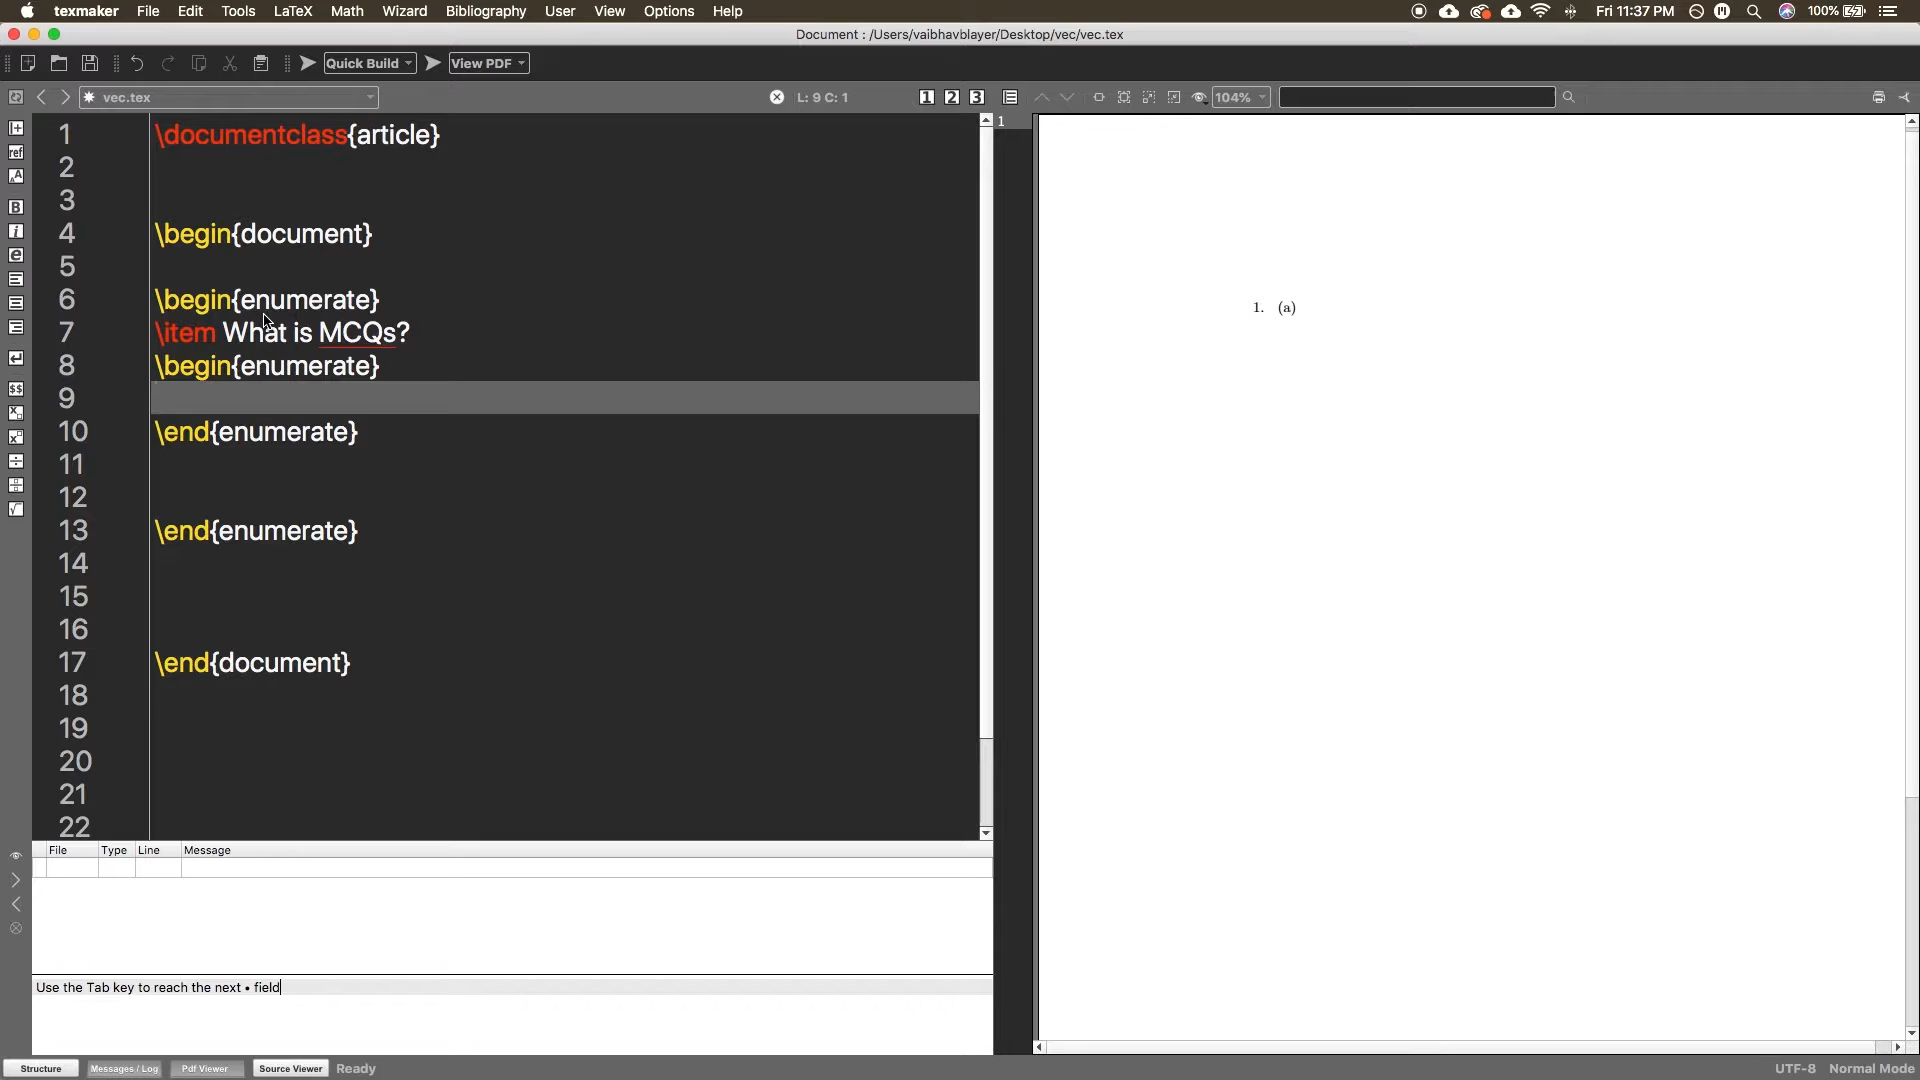 texmaker File Edit Tools LaTeX Math Wizard Bibliography User View Options Help 100% Fri 11:37 PM
Document : /Users/vaibhavblayer/Desktop/vec/vec.tex
Quick Build View PDF
vec.tex L: 9 C: 1 1 2 3 104%
1 \documentclass{article}
2
3
4 \begin{document}
5
6 \begin{enumerate}
7 \item What is MCQs?
8 \begin{enumerate}
9
10 \end{enumerate}
11
12
13 \end{enumerate}
14
15
16
17 \end{document}
18
19
20
21
22
1
1. (a)
File Type Line Message
Use the Tab key to reach the next • field
Structure Messages / Log Pdf Viewer Source Viewer Ready UTF-8 Normal Mode